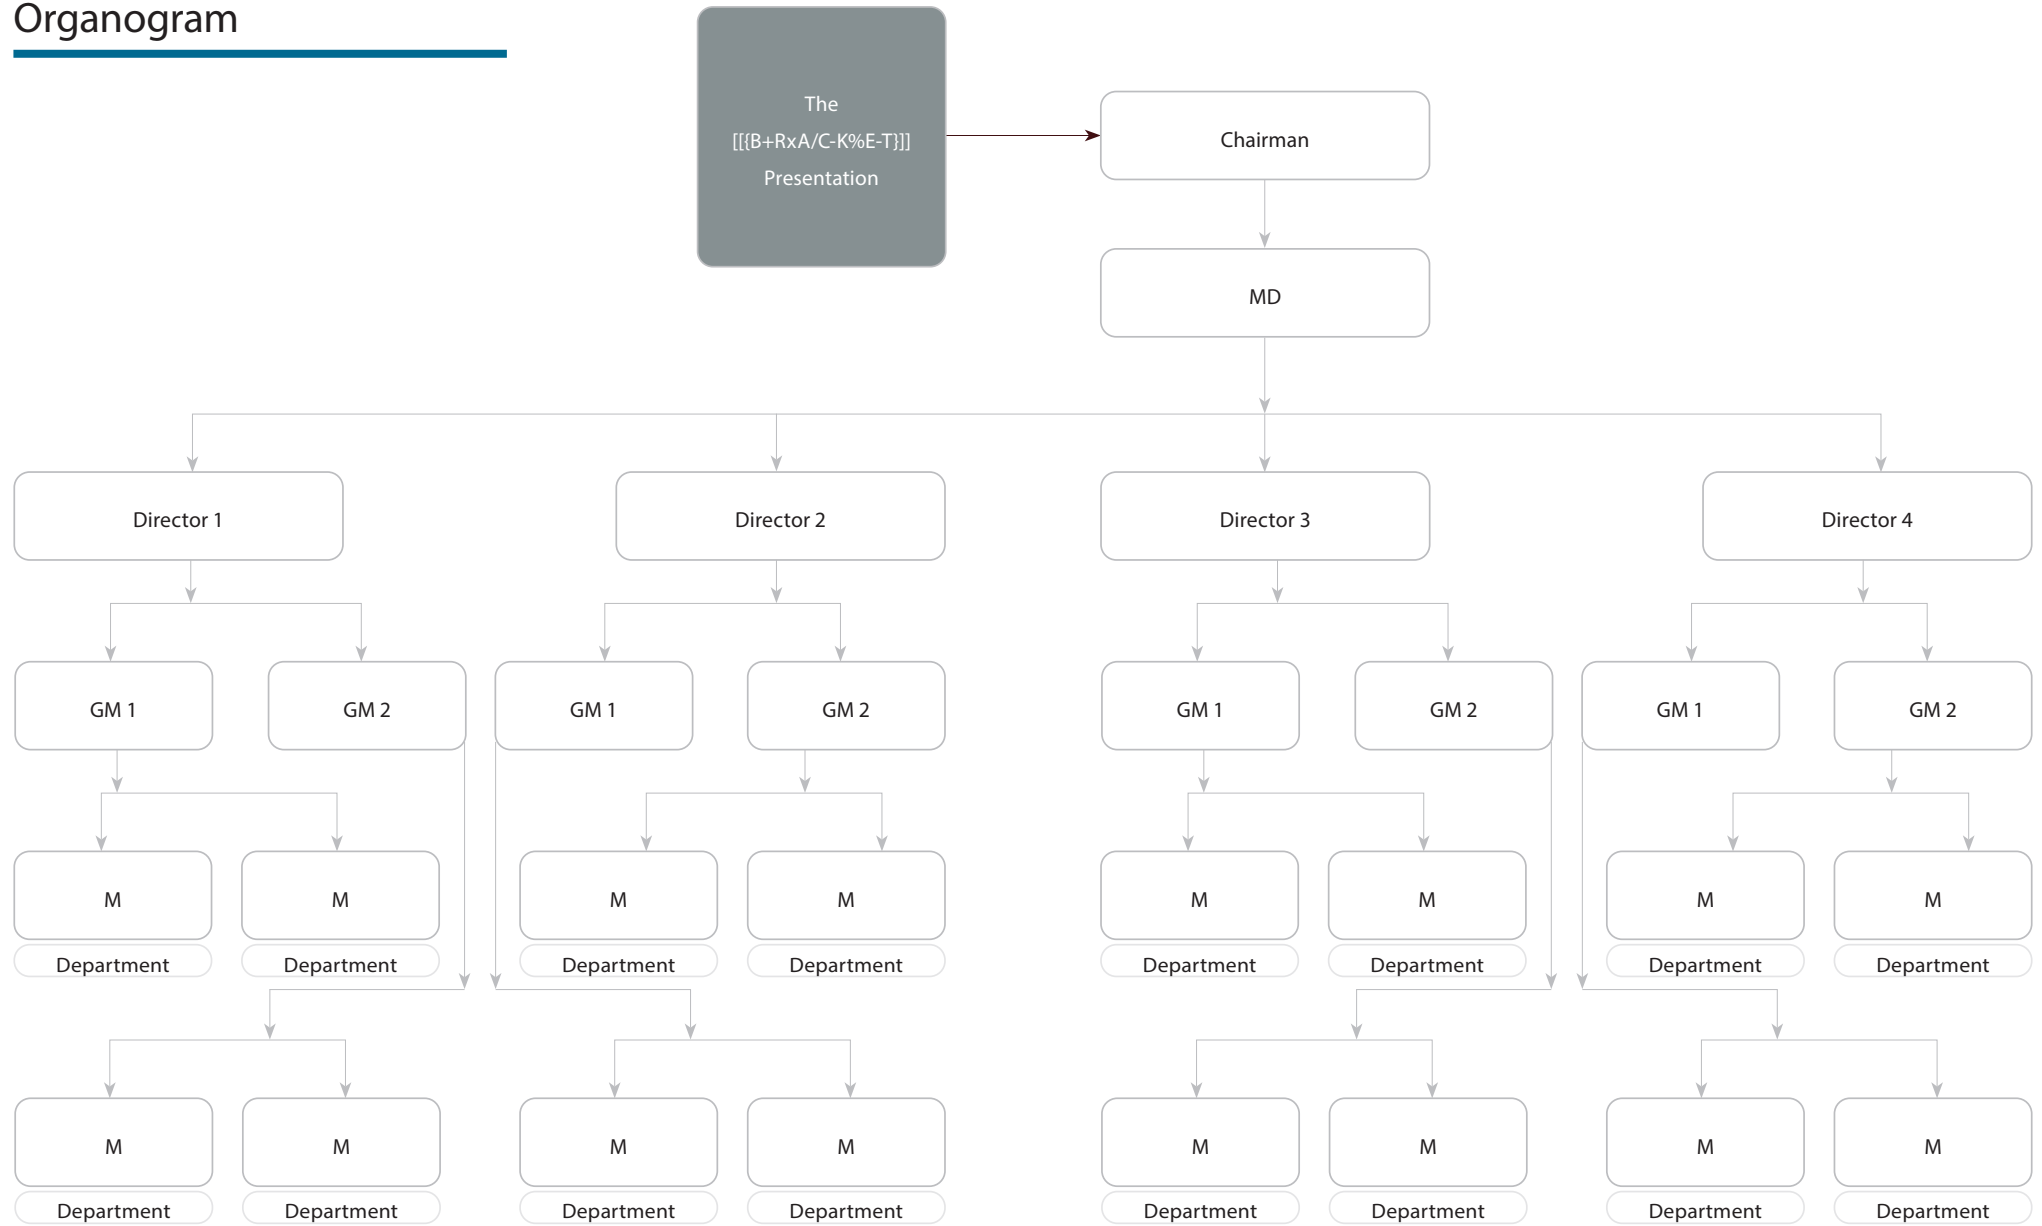 Organogram
The
[[{B+RxA/C-K%E-T}]]
Presentation
Chairman
MD
Director 1
Director 2
Director 3
Director 4
GM 1
GM 2
GM 1
GM 2
GM 1
GM 2
GM 1
GM 2
M
M
M
M
M
M
M
M
Department
Department
Department
Department
Department
Department
Department
Department
M
M
M
M
M
M
M
M
Department
Department
Department
Department
Department
Department
Department
Department